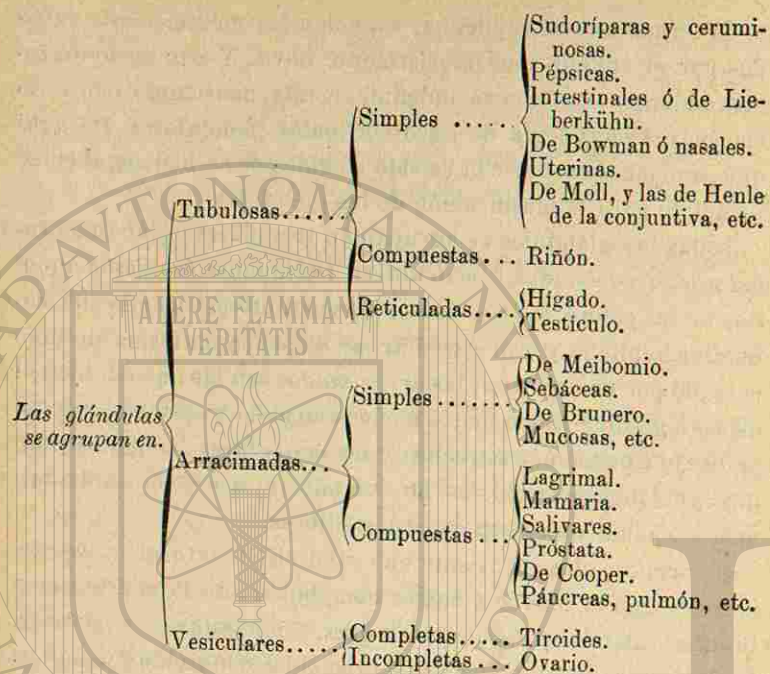 Sudoríparas y cerumi-
nosas.
Pépsicas.
Intestinales ó de Lie-
berkühn.
De Bowman ó nasales.
Uterinas.
De Moll, y las de Henle
de la conjuntiva, etc.
Simples ......
Tubulosas......
Compuestas ... Riñón.
Reticuladas.... Hígado.
Testículo.
Las glándulas
se agrupan en.
De Meibomio.
Simples ....... Sebáceas.
De Brunero.
Mucosas, etc.
Arracimadas...
Lagrimal.
Mamaria.
Compuestas ... Salivares.
Próstata.
De Cooper.
Páncreas, pulmón, etc.
Vesiculares..... Completas..... Tiroides.
Incompletas ... Ovario.
ALERE FLAMMAM
VERITATIS